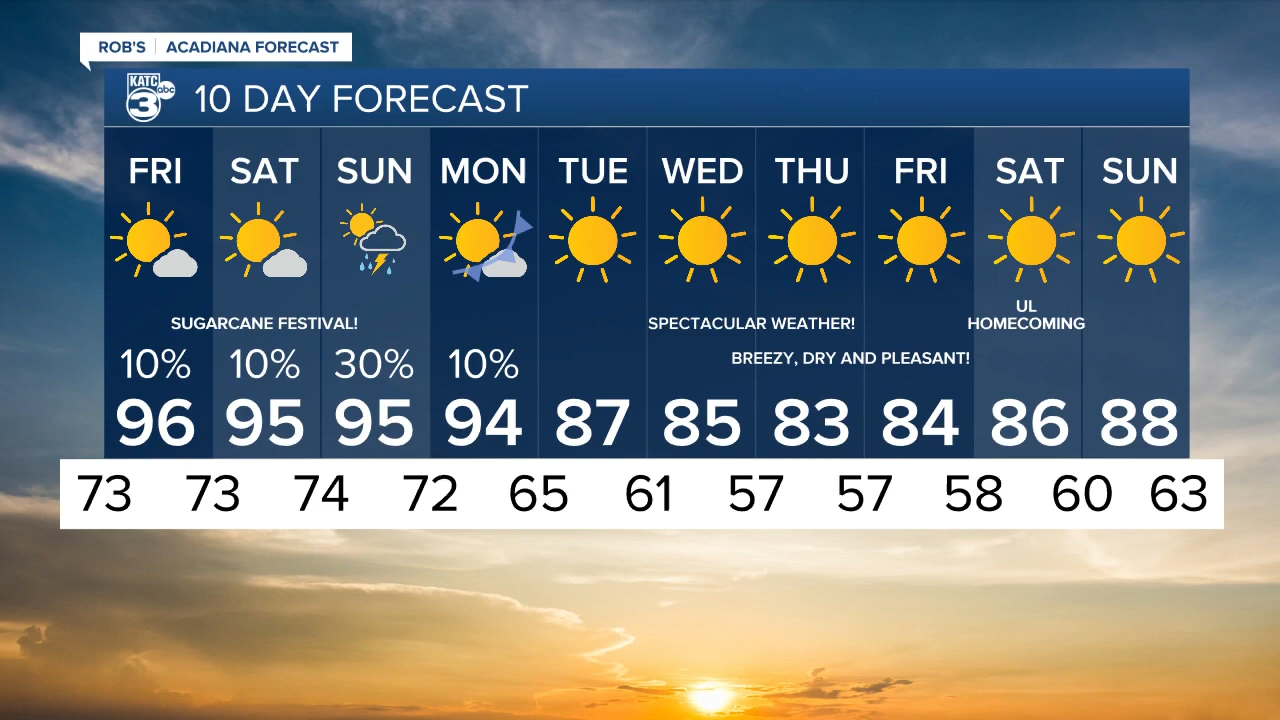 ROB'S | ACADIANA FORECAST
KATC 3 abc
10 DAY FORECAST
FRI SAT SUN MON TUE WED THU FRI SAT SUN
UL
SUGARCANE FESTIVAL! SPECTACULAR WEATHER! HOMECOMING
BREEZY, DRY AND PLEASANT!
10% 10% 30% 10%
96 95 95 94 87 85 83 84 86 88
73 73 74 72 65 61 57 57 58 60 63